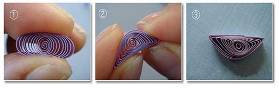 ① ② ③